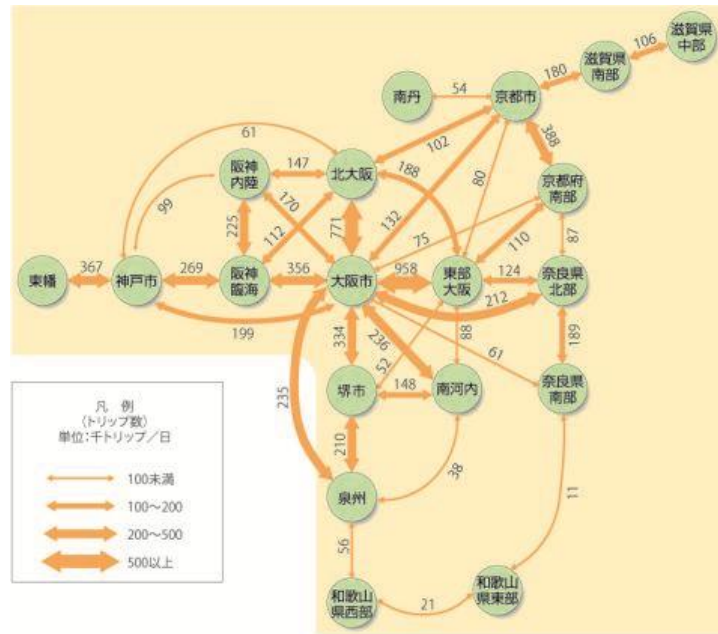 滋賀県
中部
106
滋賀県
南部
180
南丹
54
京都市
388
61
102
阪神
内陸
147
北大阪
188
80
京都府
南部
99
170
132
225
112
771
75
110
87
東幡
367
神戸市
269
阪神
臨海
356
大阪市
958
東部
大阪
124
奈良県
北部
212
199
334
236
88
189
52
61
235
堺市
148
南河内
奈良県
南部
凡 例
(トリップ数)
単位:千トリップ/日
210
100未満
38
11
100~200
泉州
200~500
56
500以上
和歌山
県西部
21
和歌山
県東部